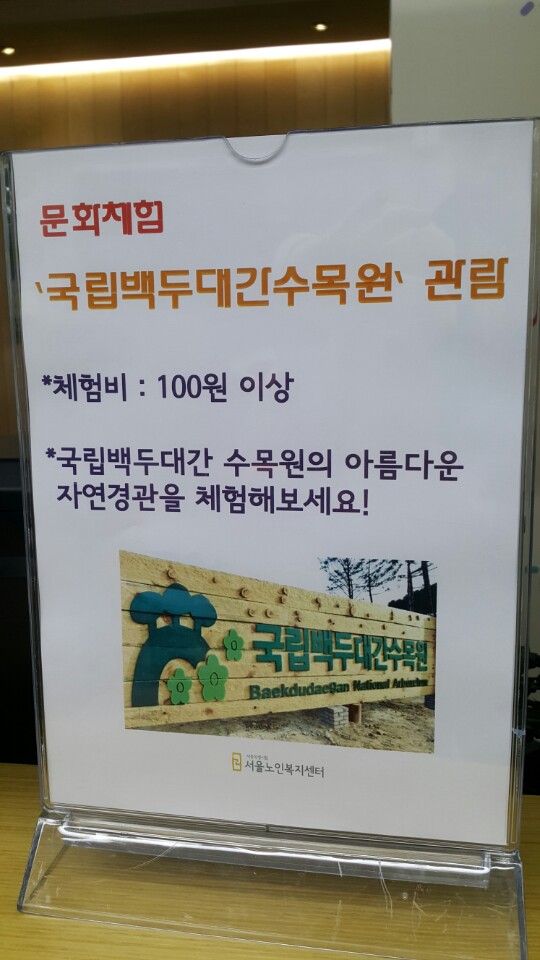 문화체험
‵국립백두대간수목원‵ 관람
*체험비 : 100원 이상
*국립백두대간 수목원의 아름다운
자연경관을 체험해보세요!
국립백두대간수목원
Baekdudaegan National Arboretum
서울노인복지센터